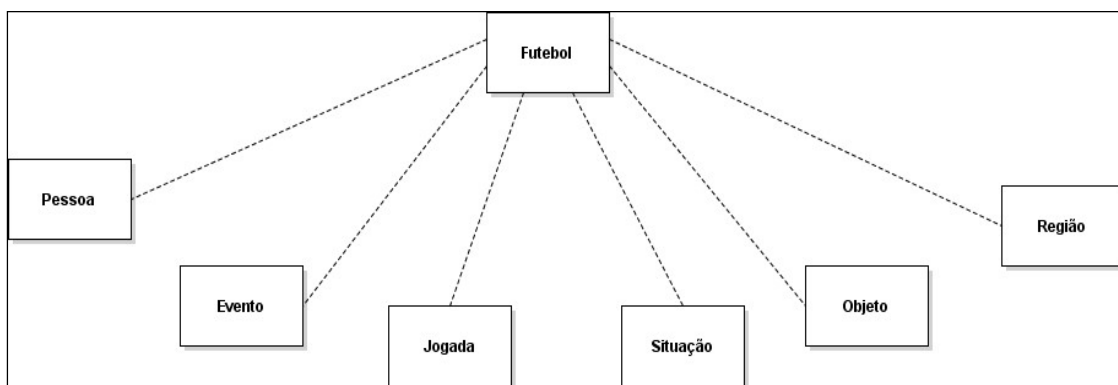 Futebol
Pessoa
Região
Evento
Objeto
Jogada
Situação